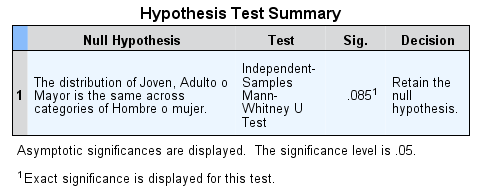 Hypothesis Test Summary
Null Hypothesis Test Sig. Decision
1 The distribution of Joven, Adulto o Mayor is the same across categories of Hombre o mujer. Independent-Samples Mann-Whitney U Test .085¹ Retain the null hypothesis.
Asymptotic significances are displayed.  The significance level is .05.
¹Exact significance is displayed for this test.